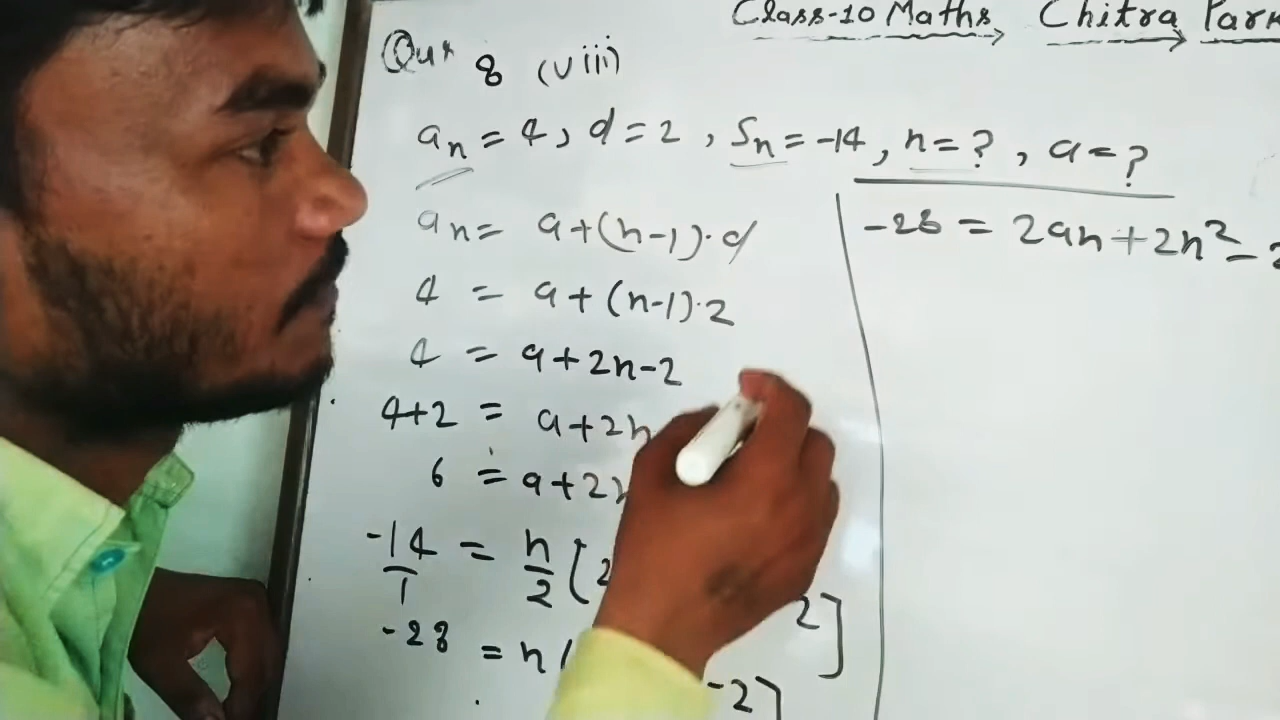 Class-10 Maths Chitra
Que 8 (viii)
aₙ = 4, d = 2, Sₙ = -14, n = ?, a = ?
aₙ = a+(n-1)·d
4 = a+(n-1)·2
4 = a+2n-2
4+2 = a+2n
6 = a+2n
-14/1 = n/2 [2 2]
-28 = n
-2]
-28 = 2an+2n²-2